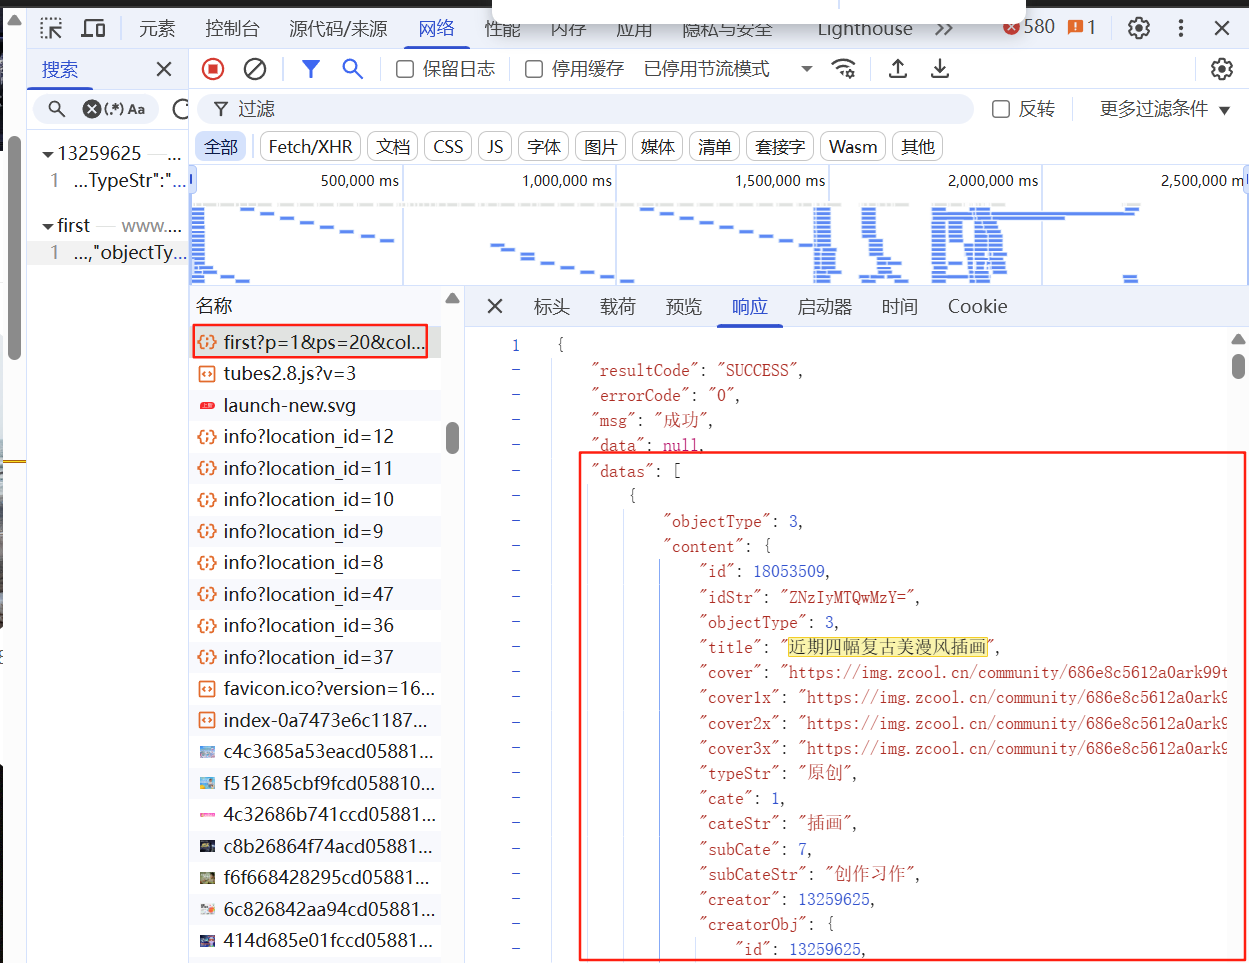 元素 控制台 源代码/来源 网络 性能 内存 应用 隐私与安全 Lighthouse 580 1
搜索
保留日志 停用缓存 已停用节流模式
(.*) Aa
过滤 反转 更多过滤条件
全部 Fetch/XHR 文档 CSS JS 字体 图片 媒体 清单 套接字 Wasm 其他
13259625 —...
1 ...TypeStr":"...
first — www....
1 ...,"objectTy...
500,000 ms 1,000,000 ms 1,500,000 ms 2,000,000 ms 2,500,000 m
名称
first?p=1&ps=20&col...
tubes2.8.js?v=3
launch-new.svg
info?location_id=12
info?location_id=11
info?location_id=10
info?location_id=9
info?location_id=8
info?location_id=47
info?location_id=36
info?location_id=37
favicon.ico?version=16...
index-0a7473e6c1187...
c4c3685a53eacd05881...
f512685cbf9fcd058810...
4c32686b741ccd05881...
c8b26864f74acd05881...
f6f668428295cd05881...
6c826842aa94cd05881...
414d685e01fccd05881...
标头 载荷 预览 响应 启动器 时间 Cookie
1 {
"resultCode": "SUCCESS",
"errorCode": "0",
"msg": "成功",
"data": null,
"datas": [
{
"objectType": 3,
"content": {
"id": 18053509,
"idStr": "ZNzIyMTQwMzY=",
"objectType": 3,
"title": "近期四幅复古美漫风插画",
"cover": "https://img.zcool.cn/community/686e8c5612a0ark99t
"cover1x": "https://img.zcool.cn/community/686e8c5612a0ark9
"cover2x": "https://img.zcool.cn/community/686e8c5612a0ark9
"cover3x": "https://img.zcool.cn/community/686e8c5612a0ark9
"typeStr": "原创",
"cate": 1,
"cateStr": "插画",
"subCate": 7,
"subCateStr": "创作习作",
"creator": 13259625,
"creatorObj": {
"id": 13259625,